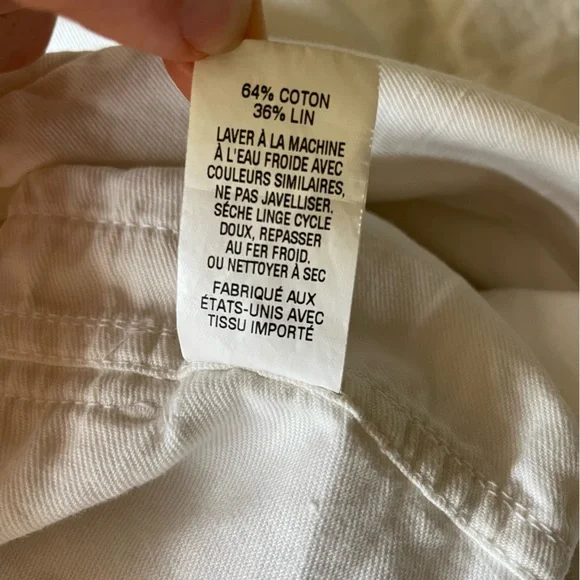 64% COTON
36% LIN
LAVER À LA MACHINE
À L'EAU FROIDE AVEC
COULEURS SIMILAIRES,
NE PAS JAVELLISER.
SÉCHE LINGE CYCLE
DOUX, REPASSER
AU FER FROID.
OU NETTOYER À SEC
FABRIQUÉ AUX
ÉTATS-UNIS AVEC
TISSU IMPORTÉ